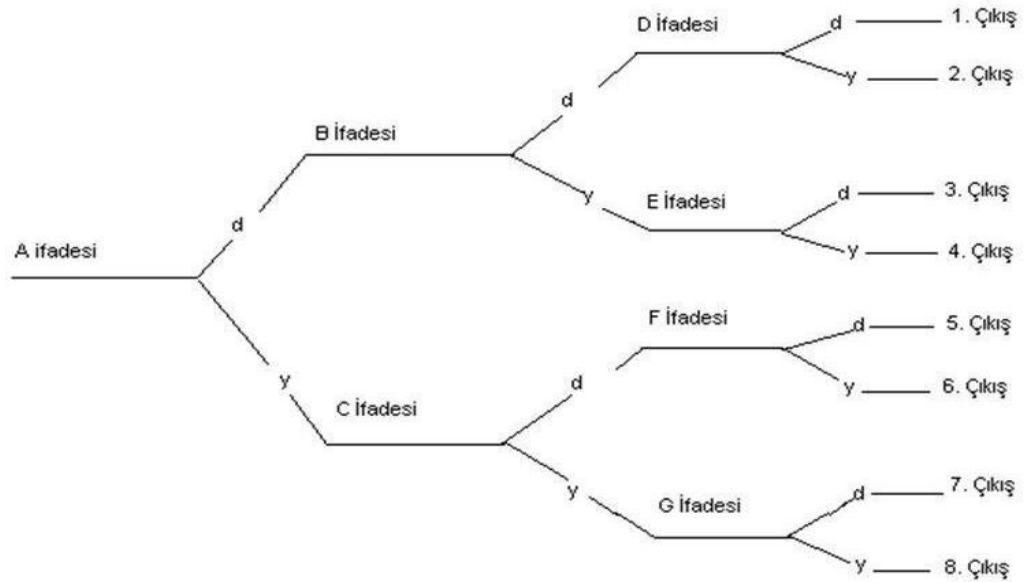 D İfadesi
d
1. Çıkış
y
2. Çıkış
d
B İfadesi
y
E İfadesi
d
3. Çıkış
y
4. Çıkış
d
A ifadesi
y
C İfadesi
d
F İfadesi
d
5. Çıkış
y
6. Çıkış
y
G İfadesi
d
7. Çıkış
y
8. Çıkış